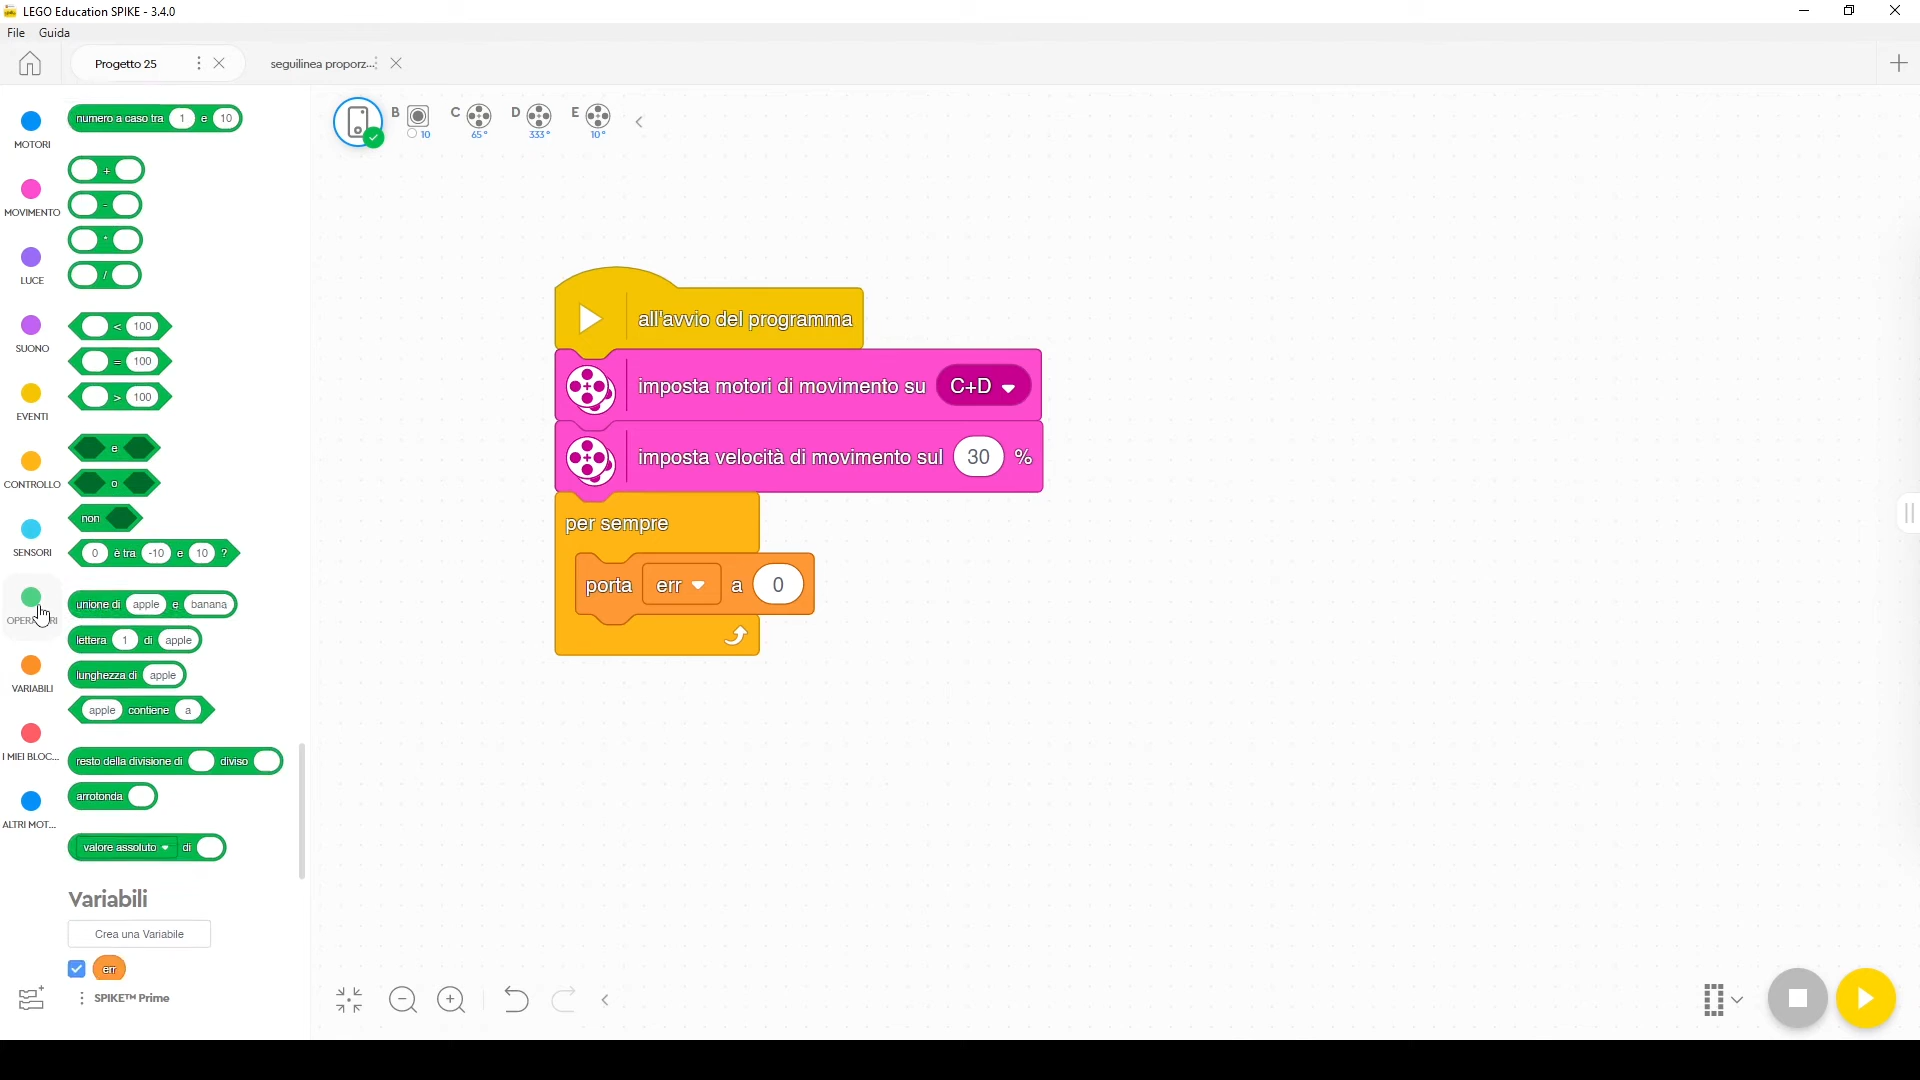 LEGO Education SPIKE - 3.4.0
File Guida
Progetto 25
seguilinea proporz...
B 10 C 65° D 333° E 10°
MOTORI
MOVIMENTO
LUCE
SUONO
EVENTI
CONTROLLO
SENSORI
VARIABILI
I MIEI BLOC...
ALTRI MOT...
numero a caso tra 1 e 10
+
-
*
/
< 100
= 100
> 100
e
o
non
0 è tra -10 e 10 ?
unione di apple e banana
lettera 1 di apple
lunghezza di apple
apple contiene a
resto della divisione di diviso
arrotonda
valore assoluto di
Variabili
Crea una Variabile
err
SPIKE™ Prime
all'avvio del programma
imposta motori di movimento su C+D
imposta velocità di movimento sul 30 %
per sempre
porta err a 0